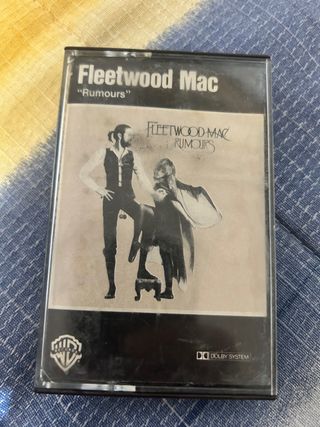 Fleetwood Mac
"Rumours"
FLEETWOOD MAC
RUMOURS
DOLBY SYSTEM